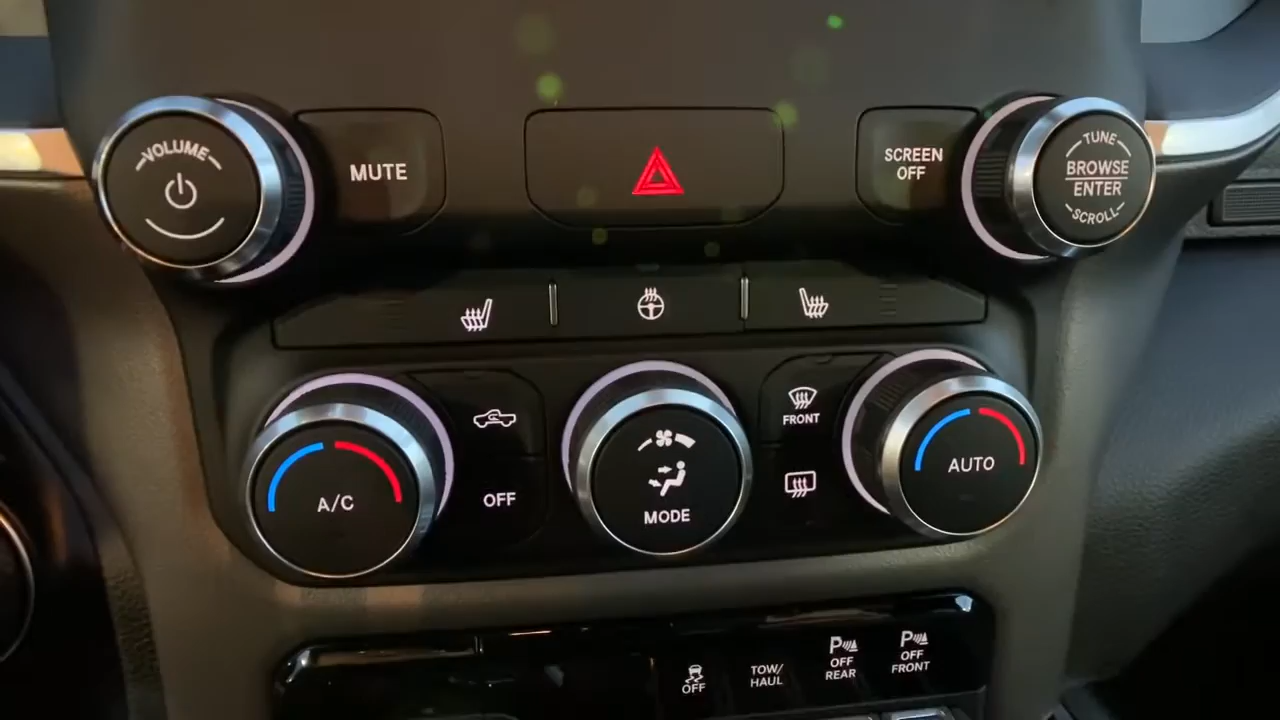 VOLUME
MUTE
SCREEN
OFF
TUNE
BROWSE
ENTER
SCROLL
A/C
OFF
MODE
FRONT
AUTO
OFF
TOW/
HAUL
P
OFF
REAR
P
OFF
FRONT